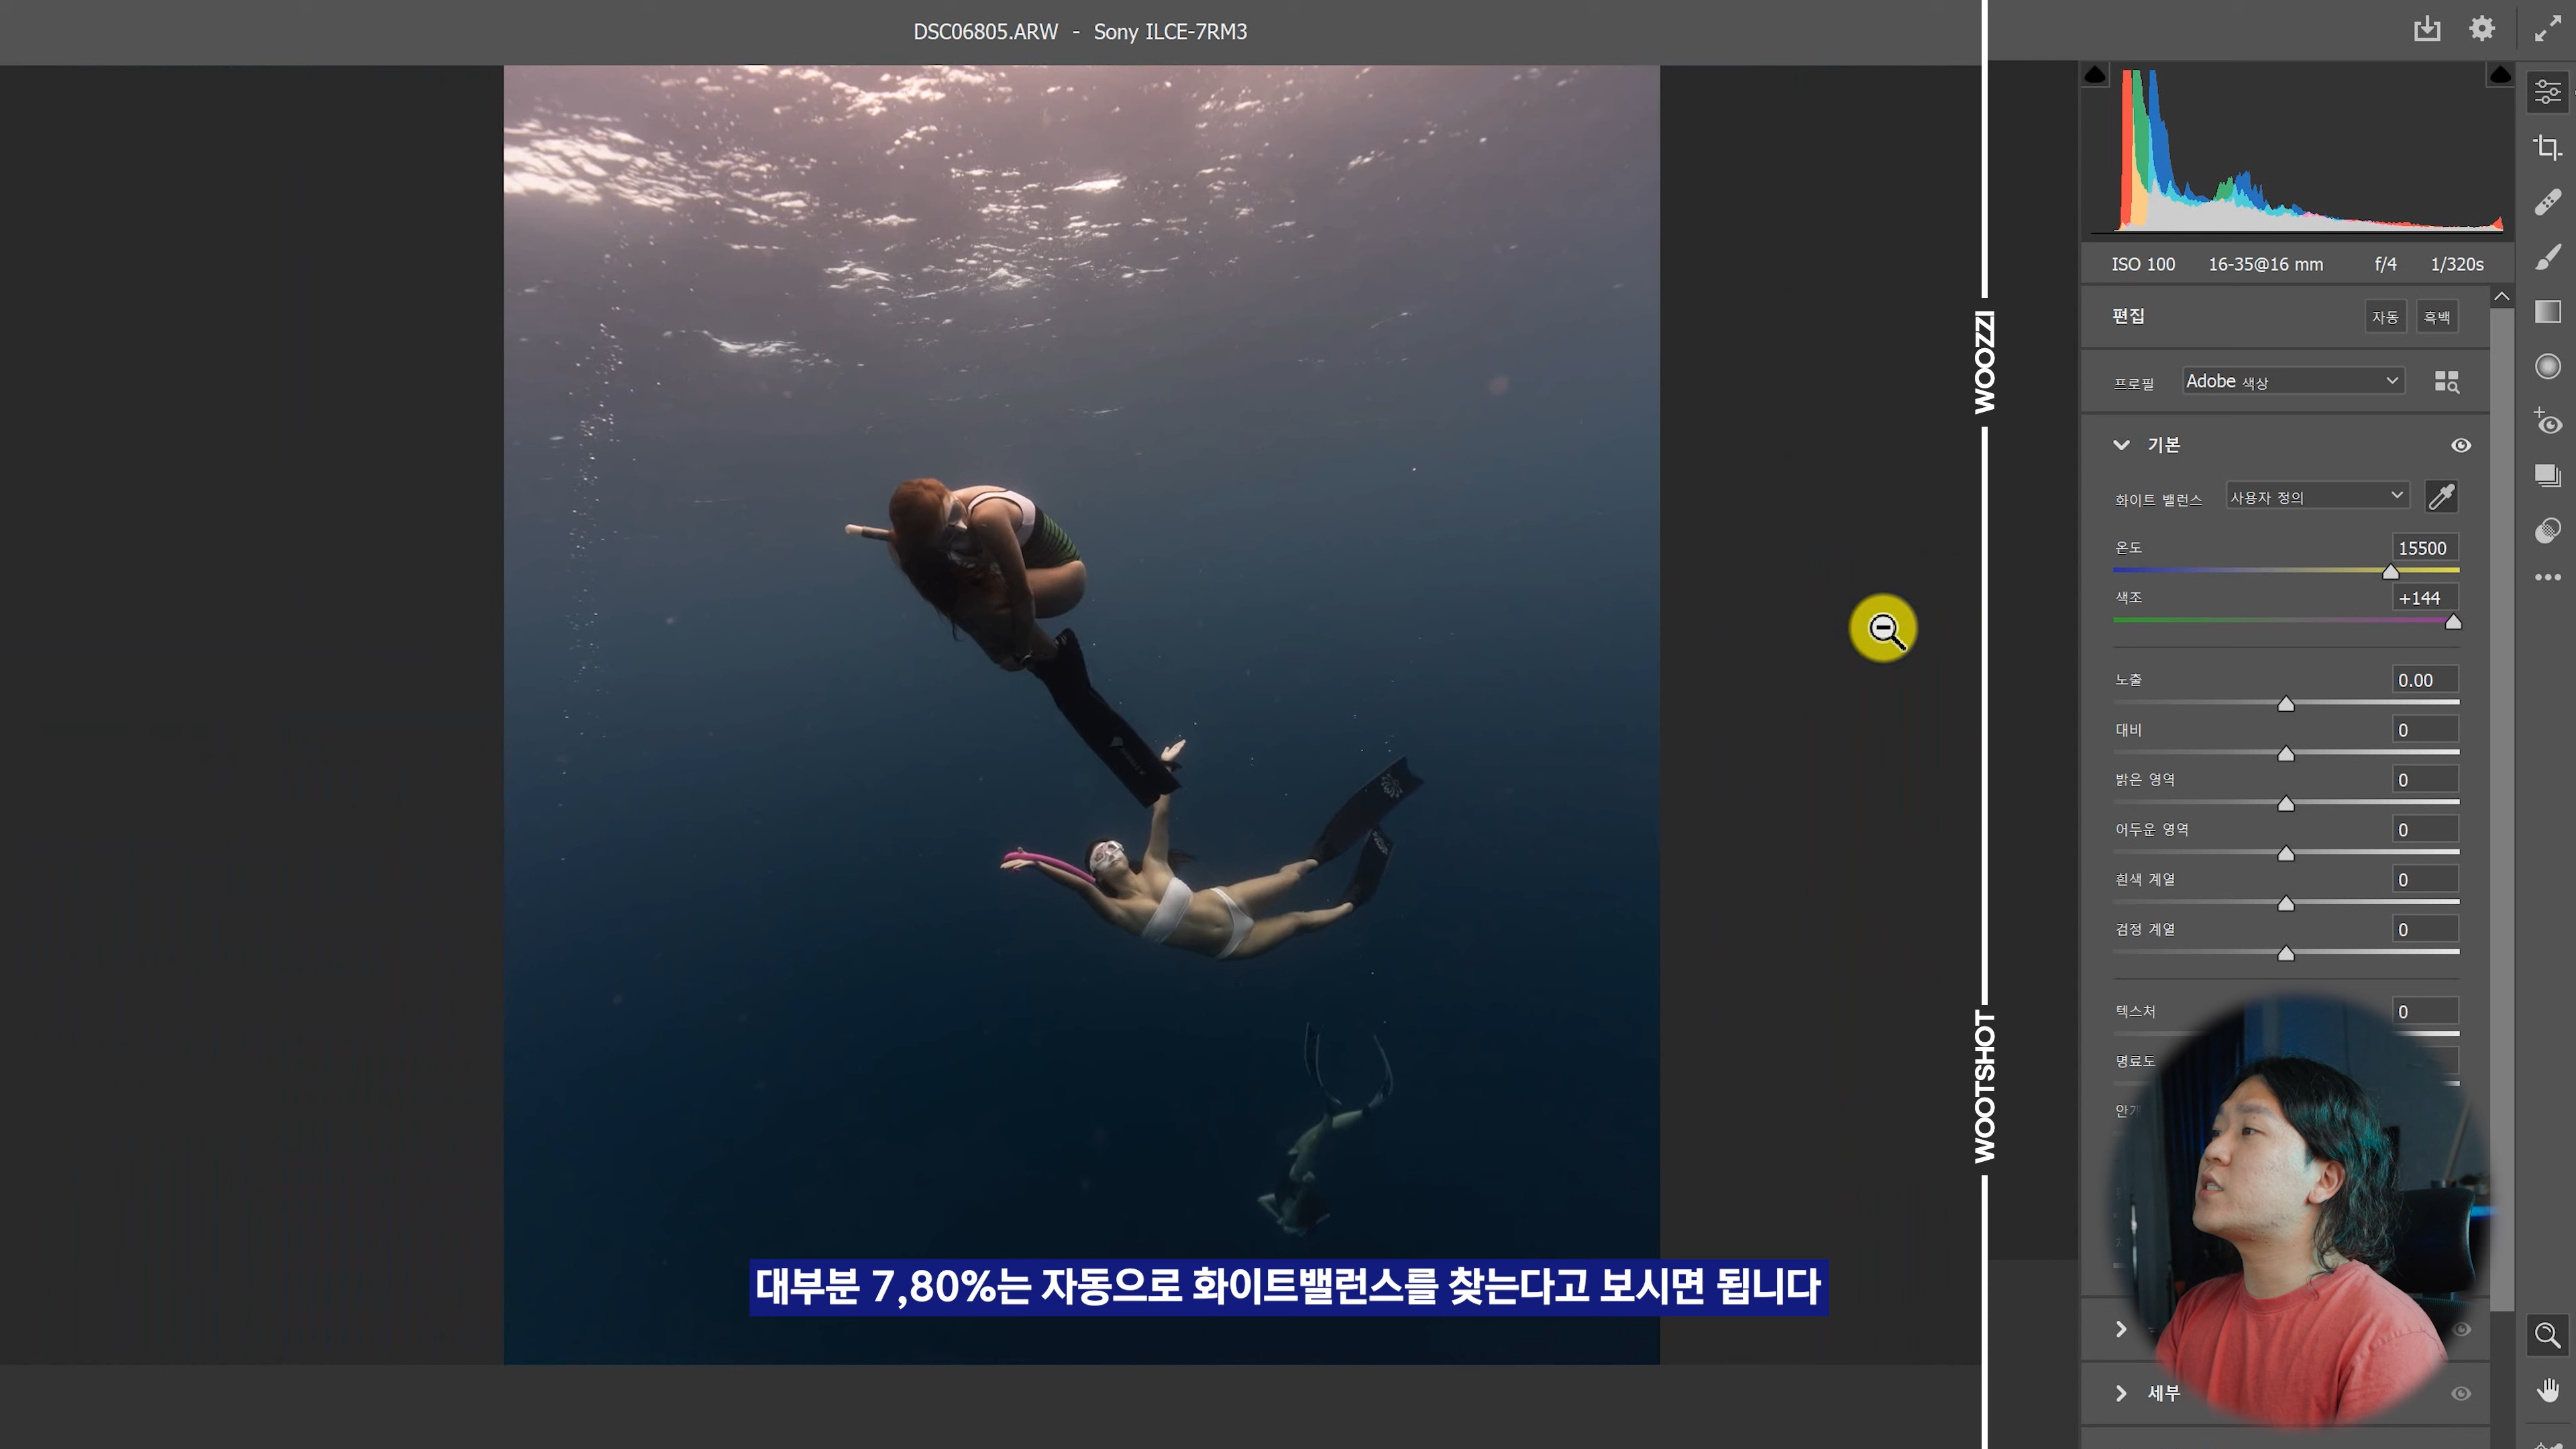 DSC06805.ARW - Sony ILCE-7RM3
ISO 100 16-35@16 mm f/4 1/320s
편집 자동 흑백
프로필 Adobe 색상
기본
화이트 밸런스 사용자 정의
온도 15500
색조 +144
노출 0.00
대비 0
밝은 영역 0
어두운 영역 0
흰색 계열 0
검정 계열 0
텍스처 0
명료도
세부
WOOZZI
WOOTSHOT
대부분 7,80%는 자동으로 화이트밸런스를 찾는다고 보시면 됩니다